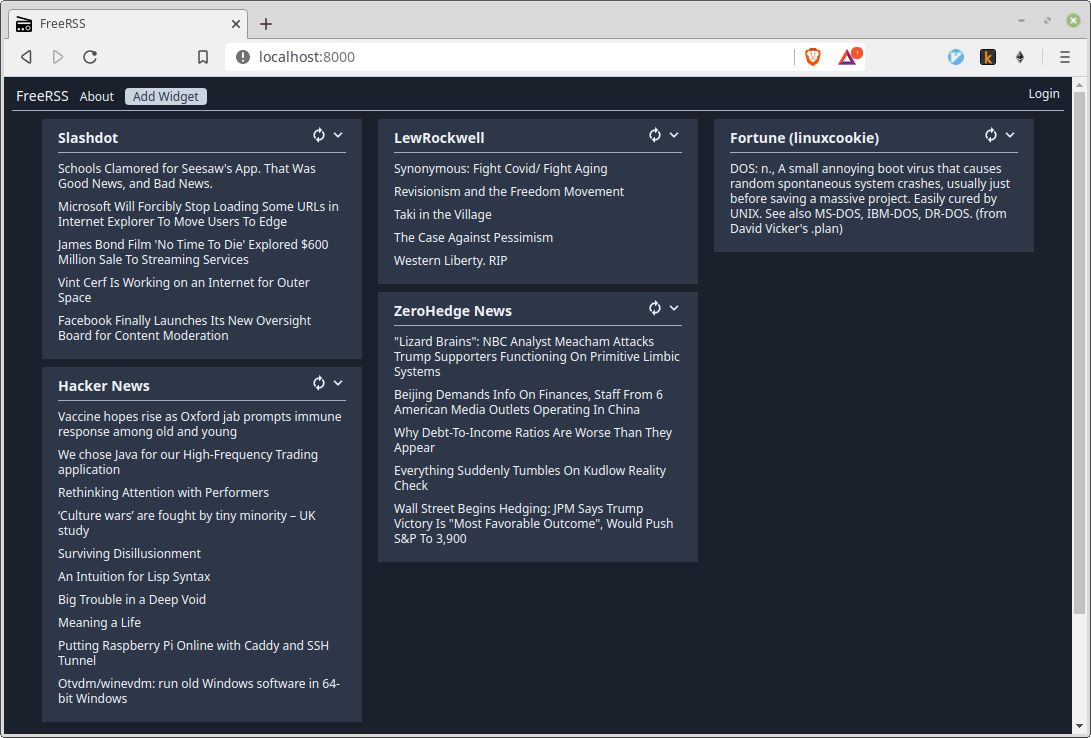 FreeRSS
localhost:8000
1
k
FreeRSS About Add Widget
Login
Slashdot
Schools Clamored for Seesaw's App. That Was
Good News, and Bad News.
Microsoft Will Forcibly Stop Loading Some URLs in
Internet Explorer To Move Users To Edge
James Bond Film 'No Time To Die' Explored $600
Million Sale To Streaming Services
Vint Cerf Is Working on an Internet for Outer
Space
Facebook Finally Launches Its New Oversight
Board for Content Moderation
Hacker News
Vaccine hopes rise as Oxford jab prompts immune
response among old and young
We chose Java for our High-Frequency Trading
application
Rethinking Attention with Performers
‘Culture wars’ are fought by tiny minority – UK
study
Surviving Disillusionment
An Intuition for Lisp Syntax
Big Trouble in a Deep Void
Meaning a Life
Putting Raspberry Pi Online with Caddy and SSH
Tunnel
Otvdm/winevdm: run old Windows software in 64-
bit Windows
LewRockwell
Synonymous: Fight Covid/ Fight Aging
Revisionism and the Freedom Movement
Taki in the Village
The Case Against Pessimism
Western Liberty. RIP
ZeroHedge News
"Lizard Brains": NBC Analyst Meacham Attacks
Trump Supporters Functioning On Primitive Limbic
Systems
Beijing Demands Info On Finances, Staff From 6
American Media Outlets Operating In China
Why Debt-To-Income Ratios Are Worse Than They
Appear
Everything Suddenly Tumbles On Kudlow Reality
Check
Wall Street Begins Hedging: JPM Says Trump
Victory Is "Most Favorable Outcome", Would Push
S&P To 3,900
Fortune (linuxcookie)
DOS: n., A small annoying boot virus that causes
random spontaneous system crashes, usually just
before saving a massive project. Easily cured by
UNIX. See also MS-DOS, IBM-DOS, DR-DOS. (from
David Vicker's .plan)